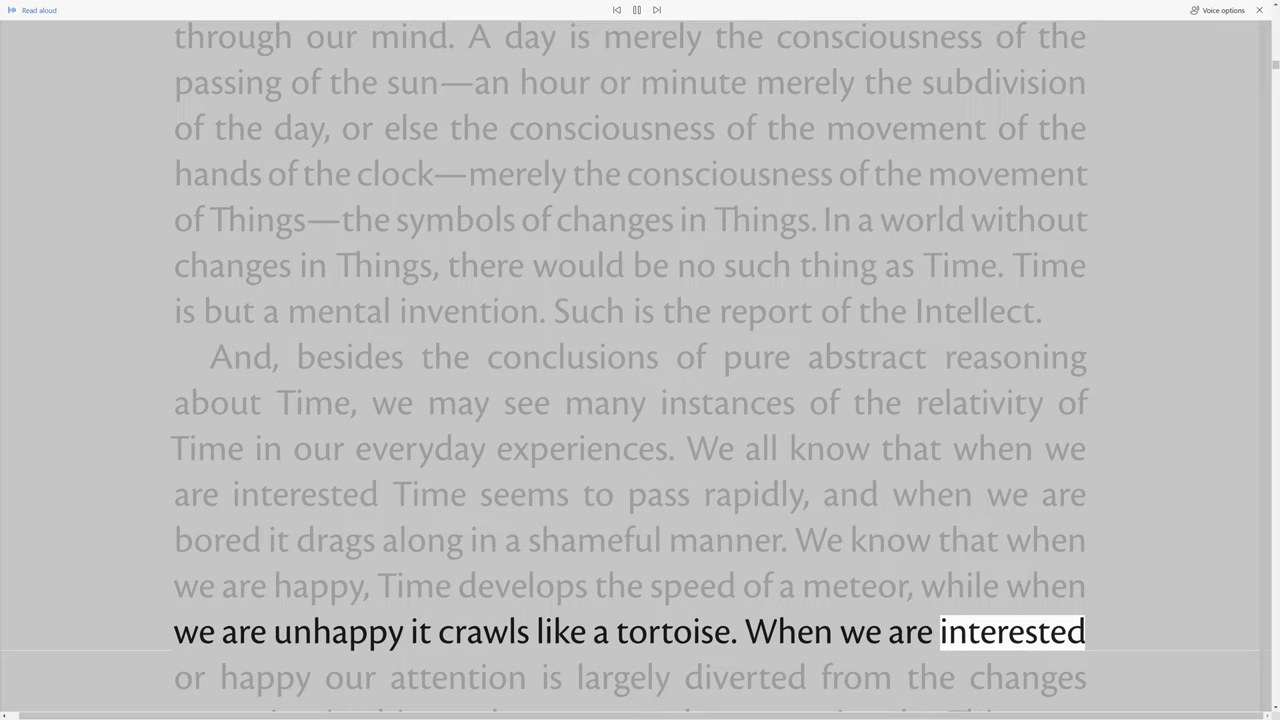 Read aloud
Voice options
through our mind. A day is merely the consciousness of the
passing of the sun—an hour or minute merely the subdivision
of the day, or else the consciousness of the movement of the
hands of the clock—merely the consciousness of the movement
of Things—the symbols of changes in Things. In a world without
changes in Things, there would be no such thing as Time. Time
is but a mental invention. Such is the report of the Intellect.
And, besides the conclusions of pure abstract reasoning
about Time, we may see many instances of the relativity of
Time in our everyday experiences. We all know that when we
are interested Time seems to pass rapidly, and when we are
bored it drags along in a shameful manner. We know that when
we are happy, Time develops the speed of a meteor, while when
we are unhappy it crawls like a tortoise. When we are interested
or happy our attention is largely diverted from the changes